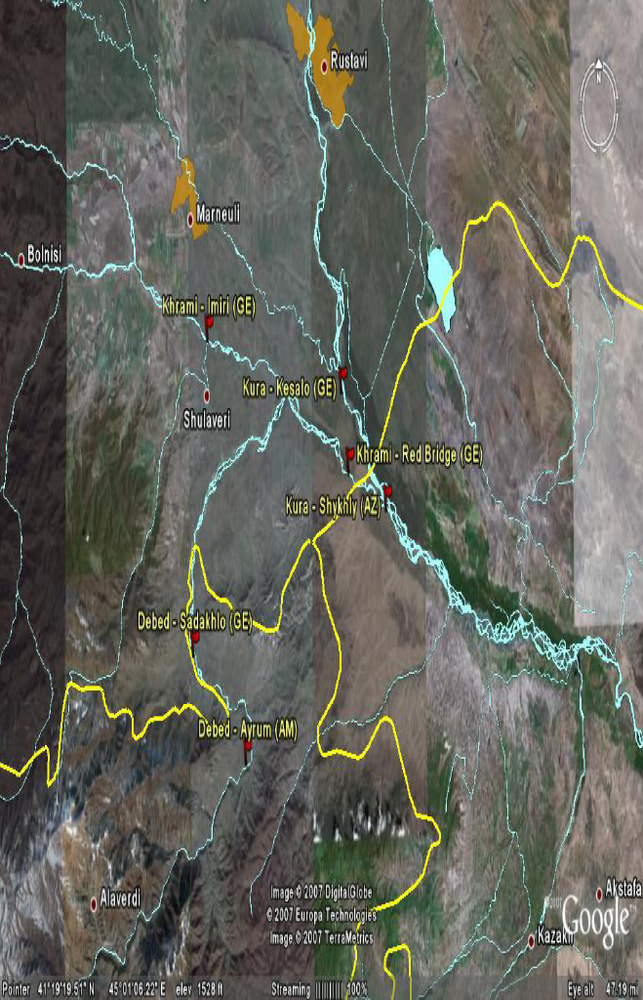 Rustavi
N
Marneuli
Bolnisi
Khrami - Imiri (GE)
Kura - Kesalo (GE)
Shulaveri
Khrami - Red Bridge (GE)
Kura - Shykhly (AZ)
Debed - Sadakhlo (GE)
Debed - Ayrum (AM)
Alaverdi
Akstafa
Kazakh
Image © 2007 DigitalGlobe
© 2007 Europa Technologies
Image © 2007 TerraMetrics
©2007
Google™
Pointer 41°19'19.51" N 45°01'06.22" E elev 1528 ft Streaming 100% Eye alt 47.19 mi